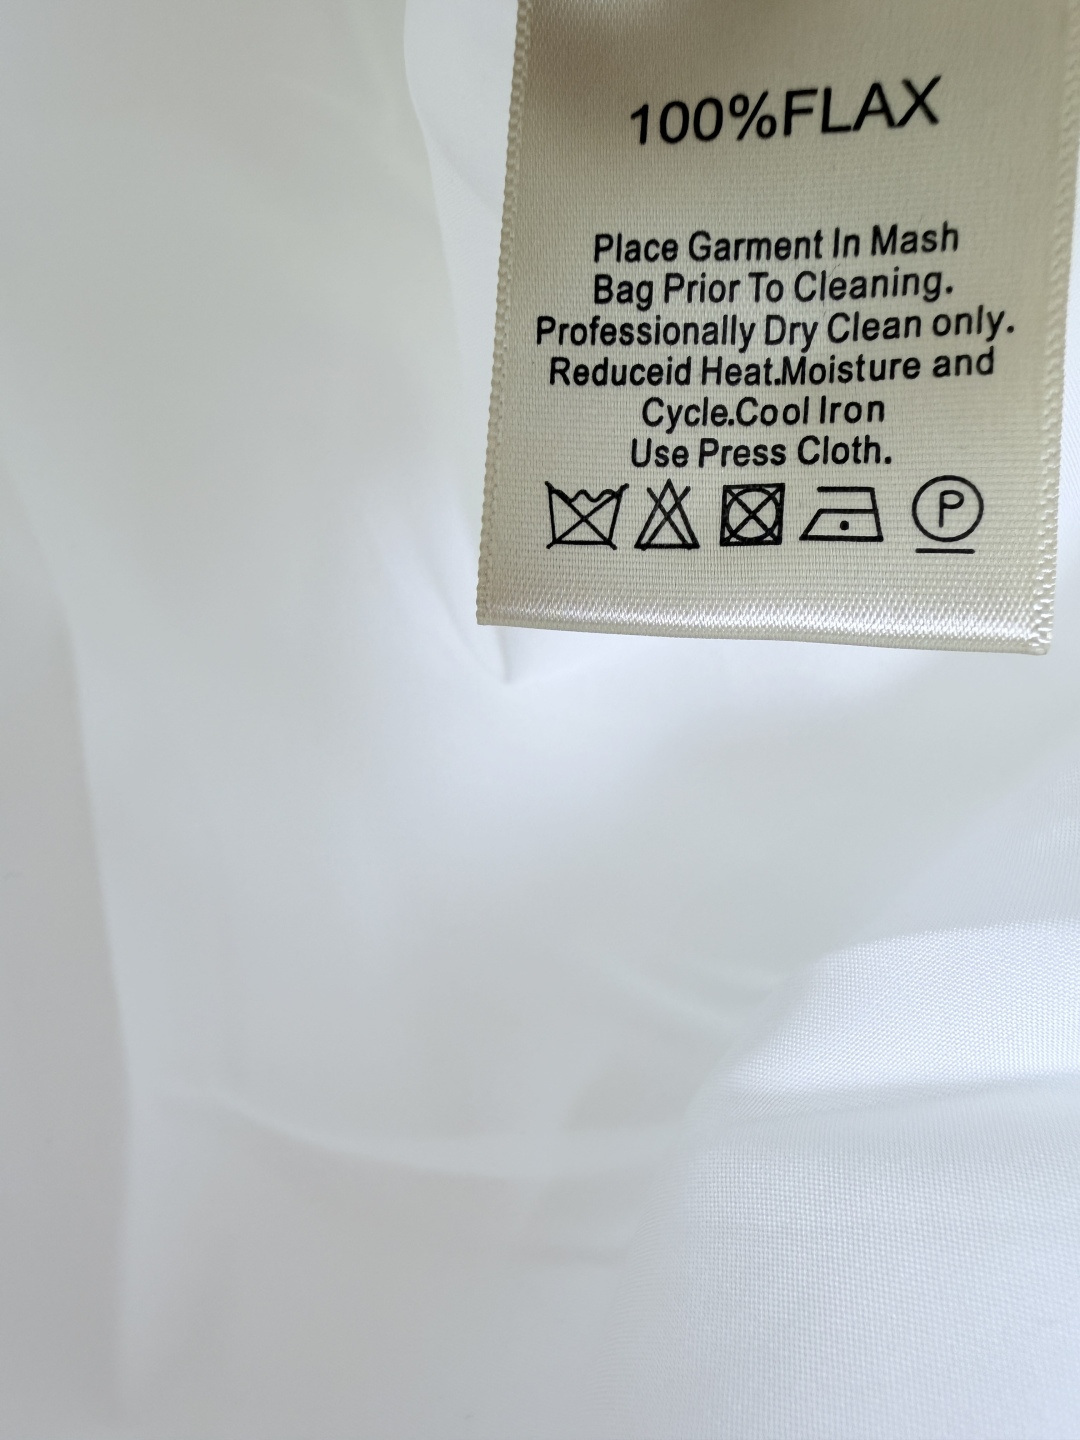 100%FLAX
Place Garment In Mash
Bag Prior To Cleaning.
Professionally Dry Clean only.
Reduceid Heat.Moisture and
Cycle.Cool Iron
Use Press Cloth.
P